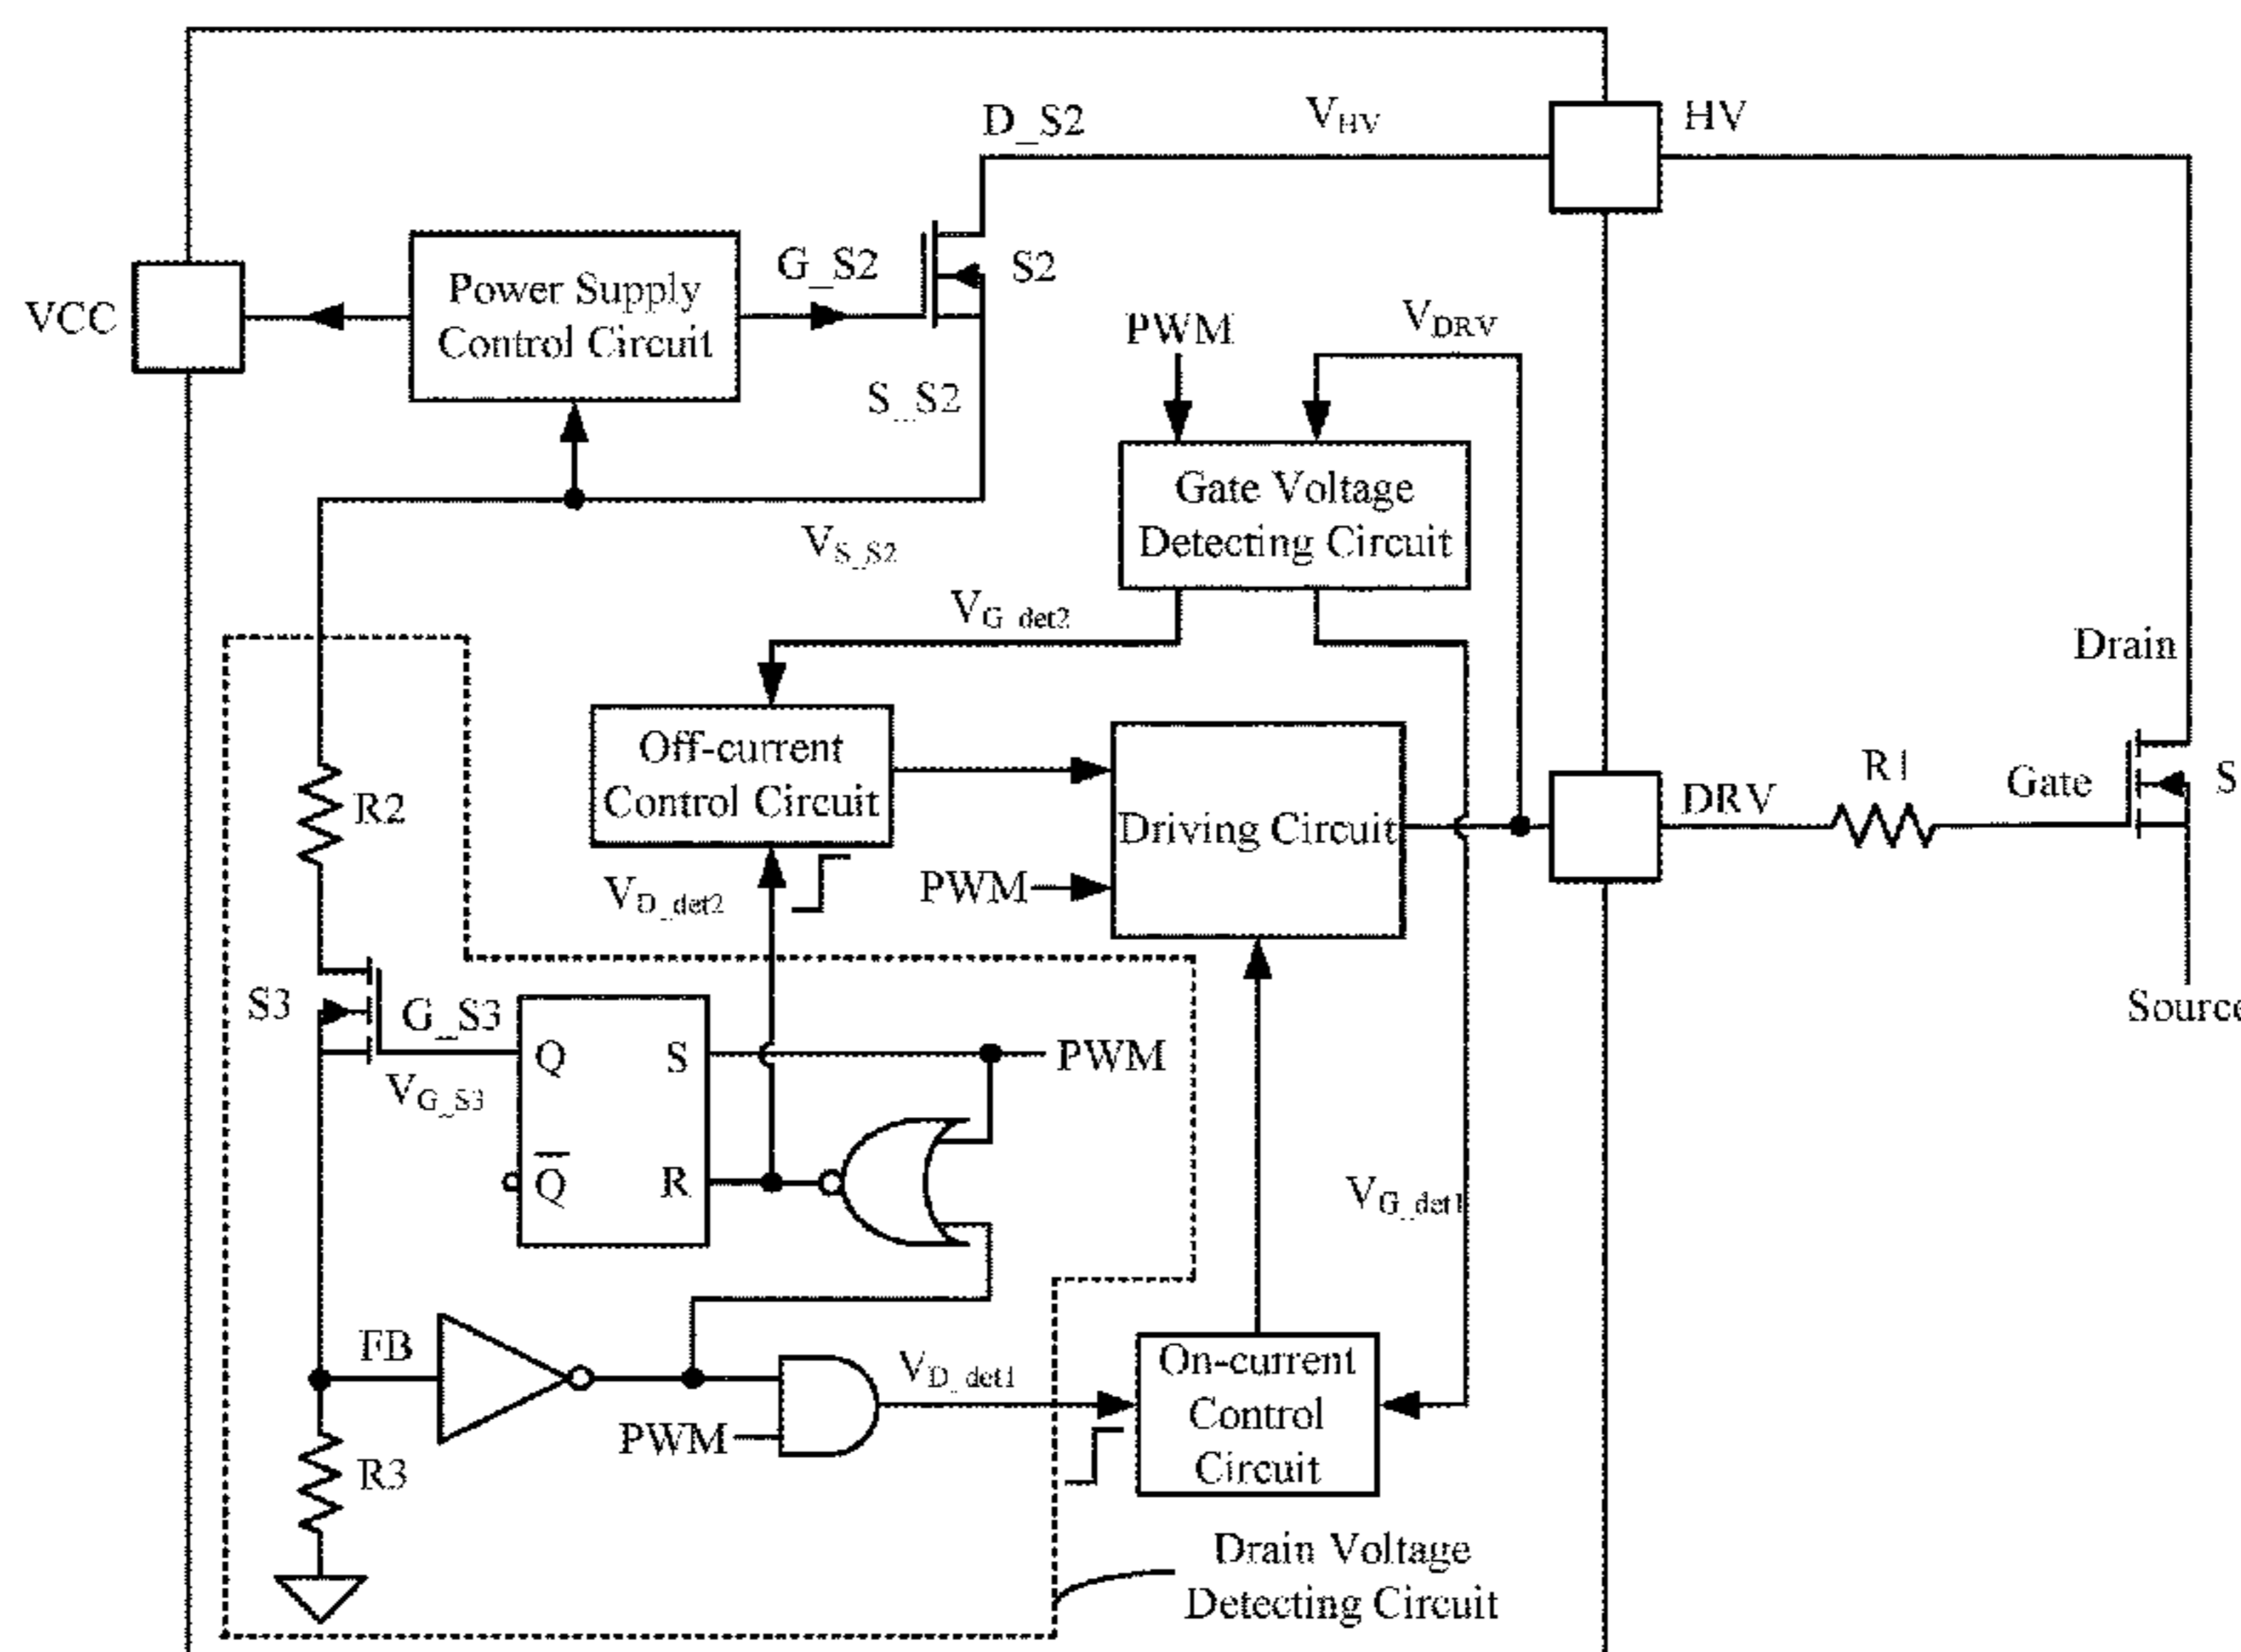 D_S2
V_HV
HV
VCC
Power Supply
Control Circuit
G_S2
S2
S_S2
PWM
V_DRV
Gate Voltage
Detecting Circuit
V_S_S2
V_G_det2
Drain
Off-current
Control Circuit
Driving Circuit
DRV
R1
Gate
S
R2
V_D_det2
PWM
S3
G_S3
Q
S
PWM
Source
V_G_S3
Q̅
R
V_G_det1
FB
V_D_det1
PWM
On-current
Control
Circuit
R3
Drain Voltage
Detecting Circuit